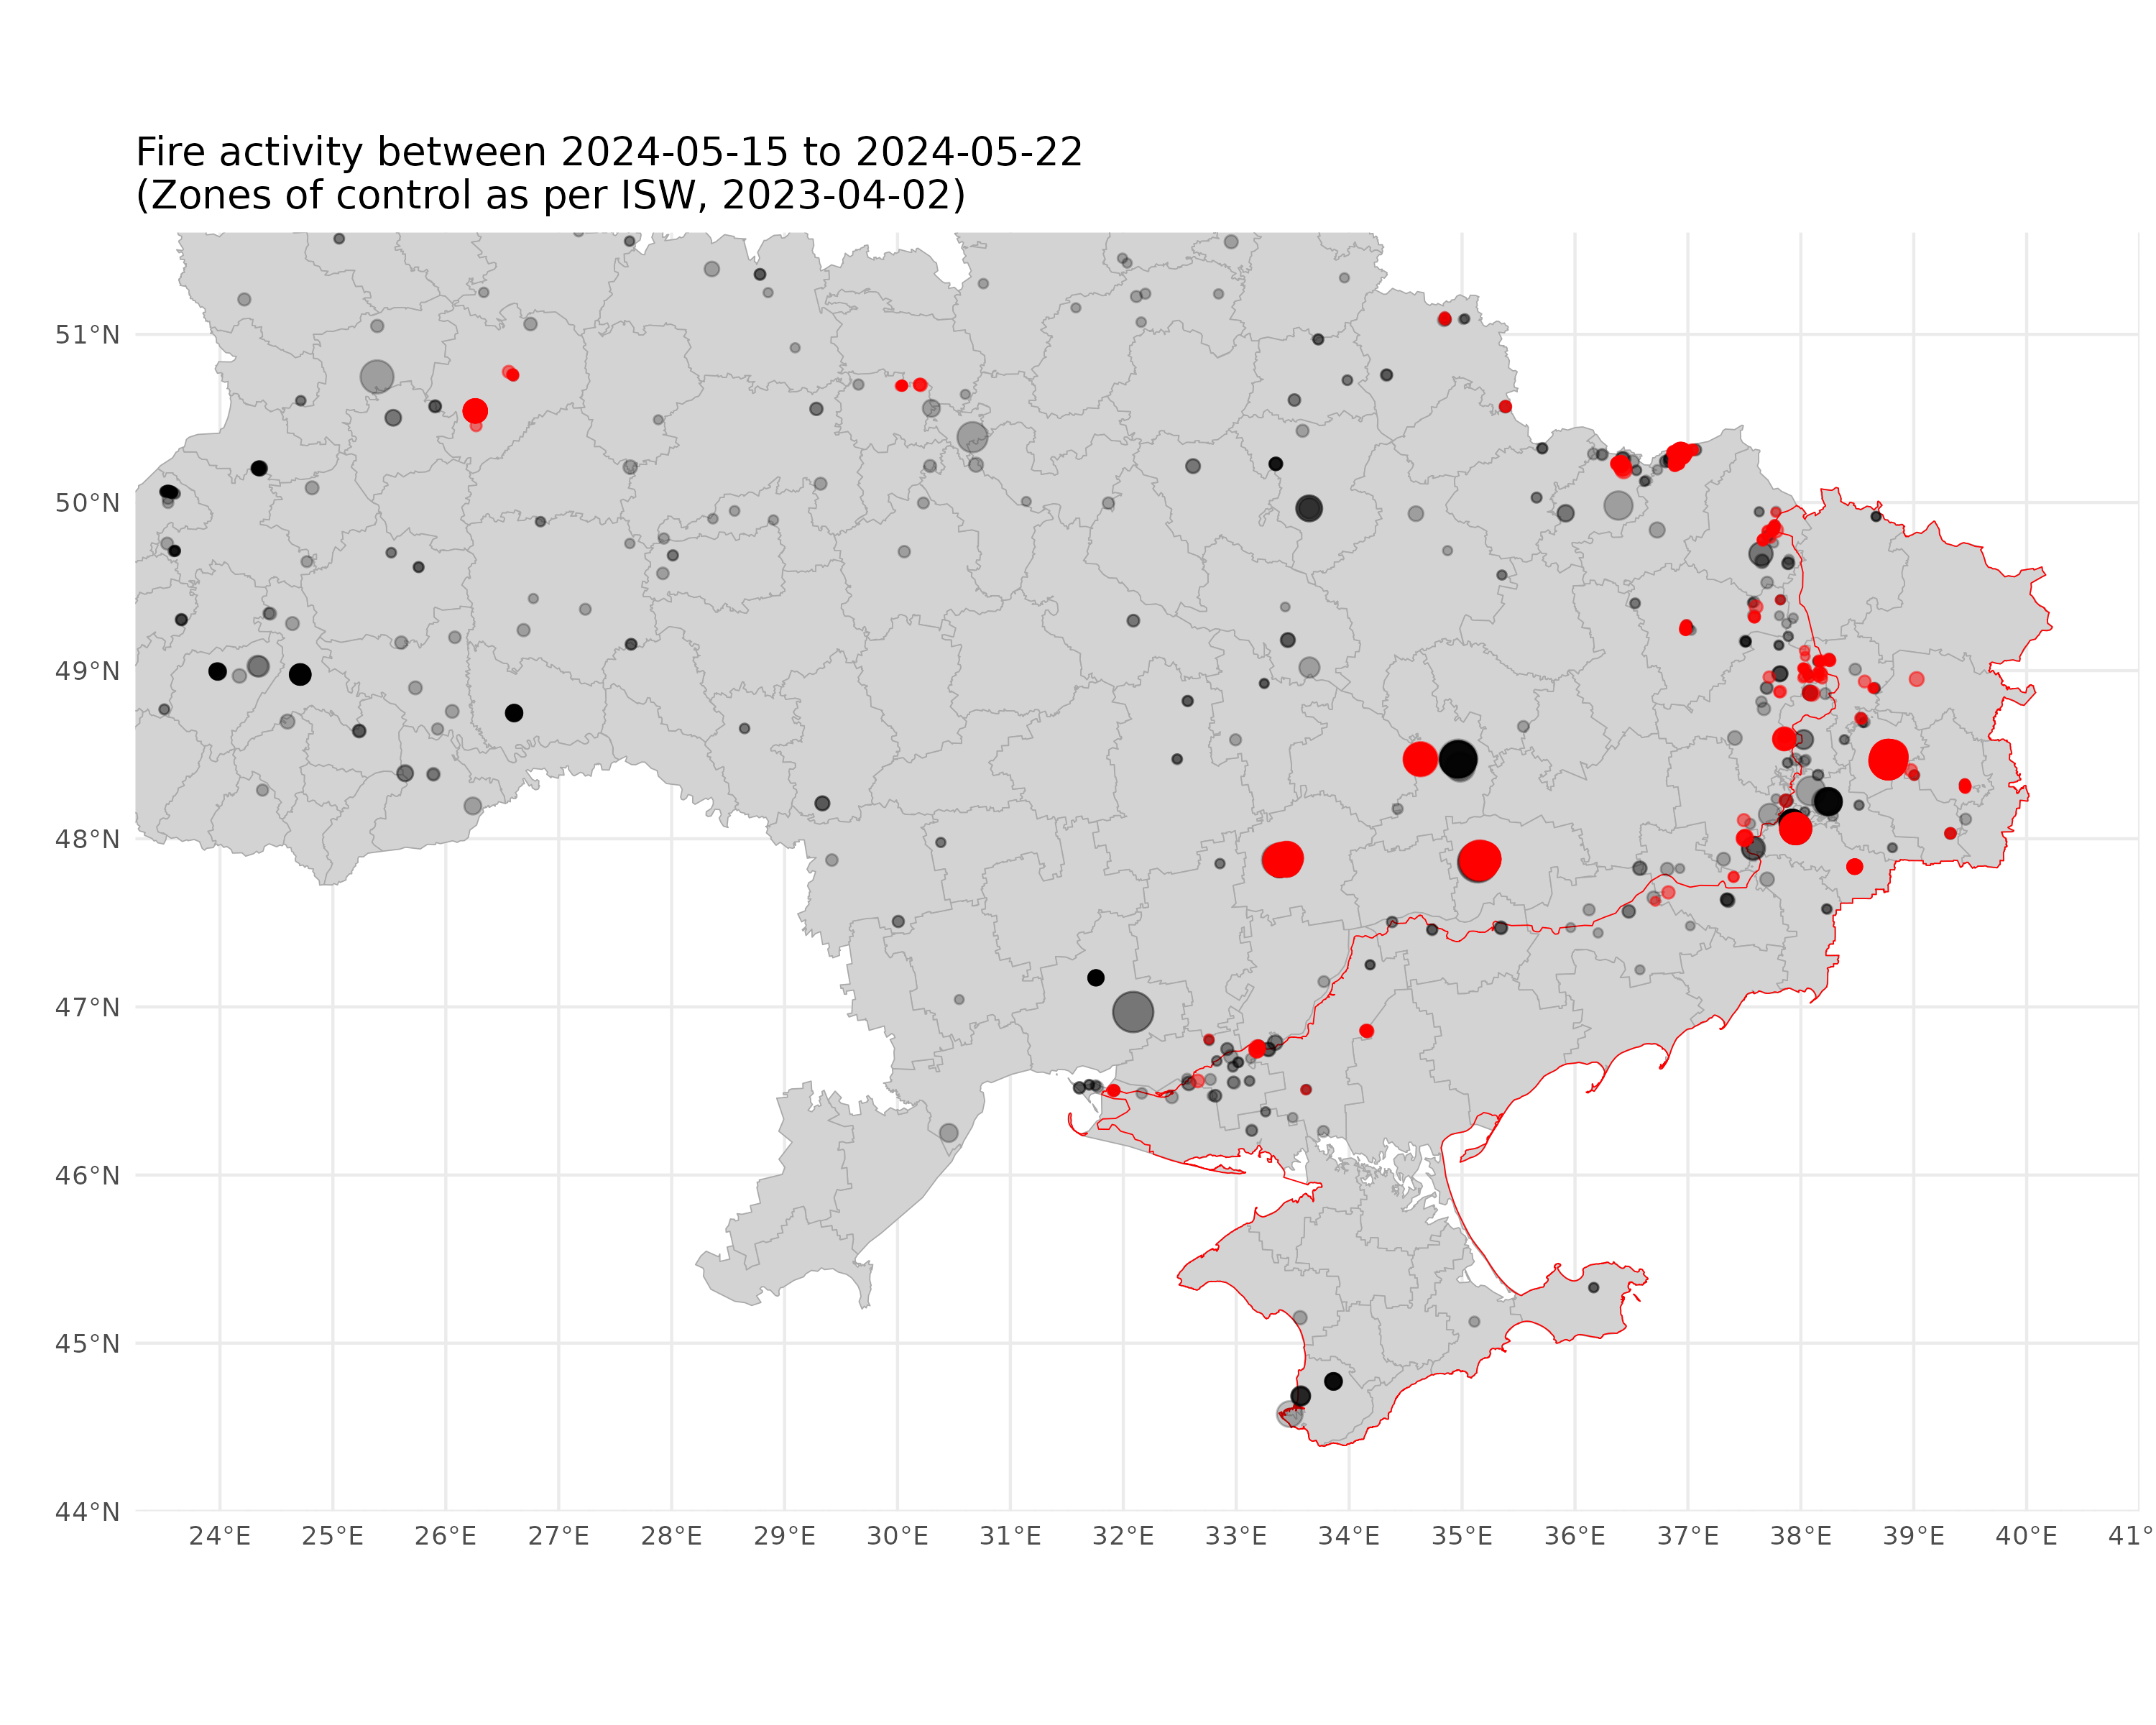 Fire activity between 2024-05-15 to 2024-05-22
(Zones of control as per ISW, 2023-04-02)
51°N
50°N
49°N
48°N
47°N
46°N
45°N
44°N
24°E 25°E 26°E 27°E 28°E 29°E 30°E 31°E 32°E 33°E 34°E 35°E 36°E 37°E 38°E 39°E 40°E 41°